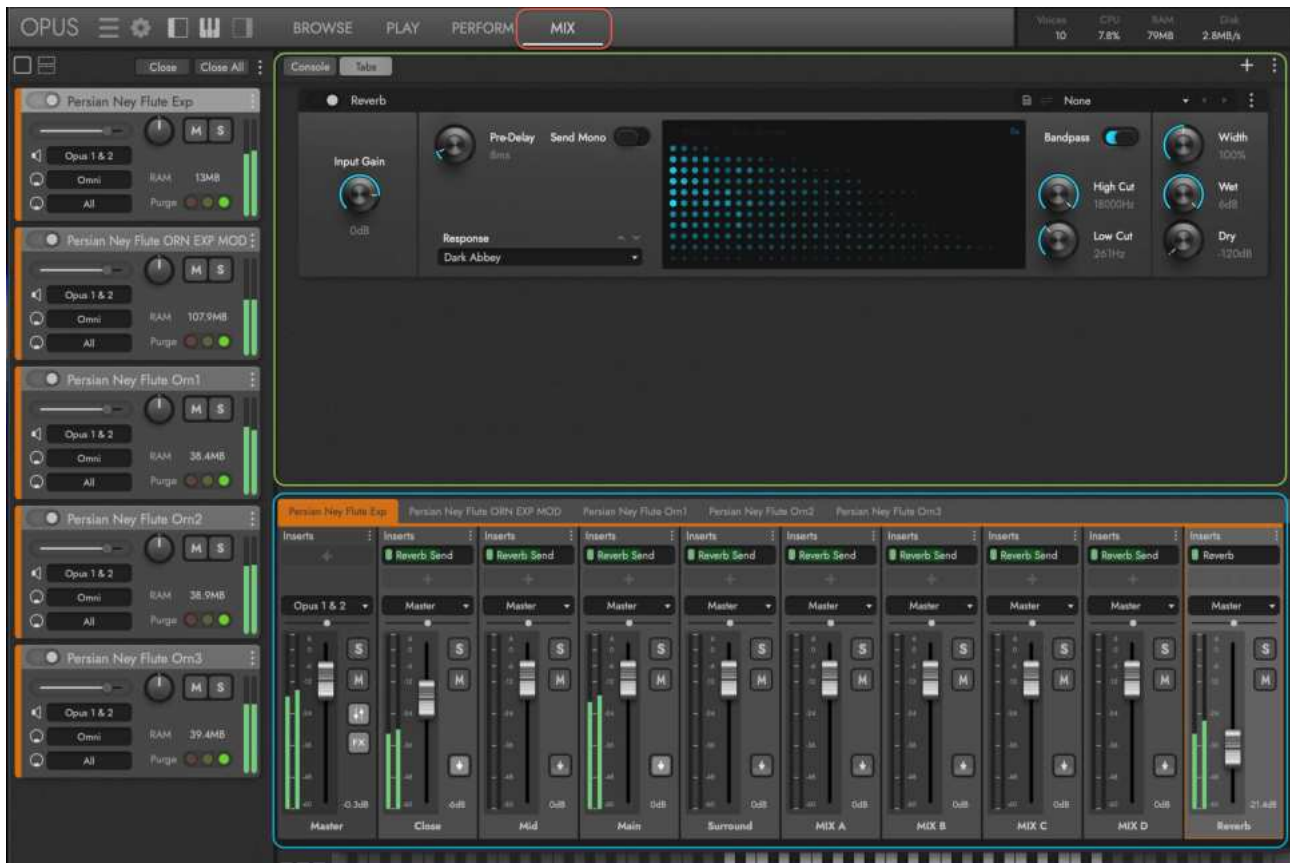 OPUS BROWSE PLAY PERFORM MIX Voices CPU RAM Disk
10 7.8% 79MB 2.8MB/s
Close Close All Console Tabs
Persian Ney Flute Exp
M S
Opus 1 & 2
Omni RAM 13MB
All Purge
Persian Ney Flute ORN EXP MOD
M S
Opus 1 & 2
Omni RAM 107.9MB
All Purge
Persian Ney Flute Orn1
M S
Opus 1 & 2
Omni RAM 38.4MB
All Purge
Persian Ney Flute Orn2
M S
Opus 1 & 2
Omni RAM 38.9MB
All Purge
Persian Ney Flute Orn3
M S
Opus 1 & 2
Omni RAM 39.4MB
All Purge
Reverb None
Input Gain
0dB
Pre-Delay Send Mono
8ms
Response
Dark Abbey
Bandpass
High Cut
18000Hz
Low Cut
261Hz
Width
100%
Wet
6dB
Dry
-120dB
Persian Ney Flute Exp Persian Ney Flute ORN EXP MOD Persian Ney Flute Orn1 Persian Ney Flute Orn2 Persian Ney Flute Orn3
Inserts Inserts Inserts Inserts Inserts Inserts Inserts Inserts Inserts Inserts
Reverb Send Reverb Send Reverb Send Reverb Send Reverb Send Reverb Send Reverb Send Reverb Send Reverb
Opus 1 & 2 Master Master Master Master Master Master Master Master Master
S S S S S S S S S S
M M M M M M M M M M
FX
-0.3dB -6dB 0dB 0dB 0dB 0dB 0dB 0dB 0dB -21.4dB
Master Close Mid Main Surround MIX A MIX B MIX C MIX D Reverb